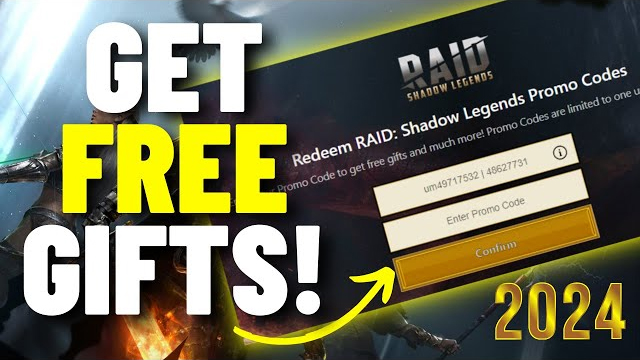 GET
FREE
GIFTS!
RAID
SHADOW LEGENDS
Redeem RAID: Shadow Legends Promo Codes
Promo Code to get free gifts and much more! Promo Codes are limited to one u
um49717532 | 48627731
Enter Promo Code
Confirm
2024